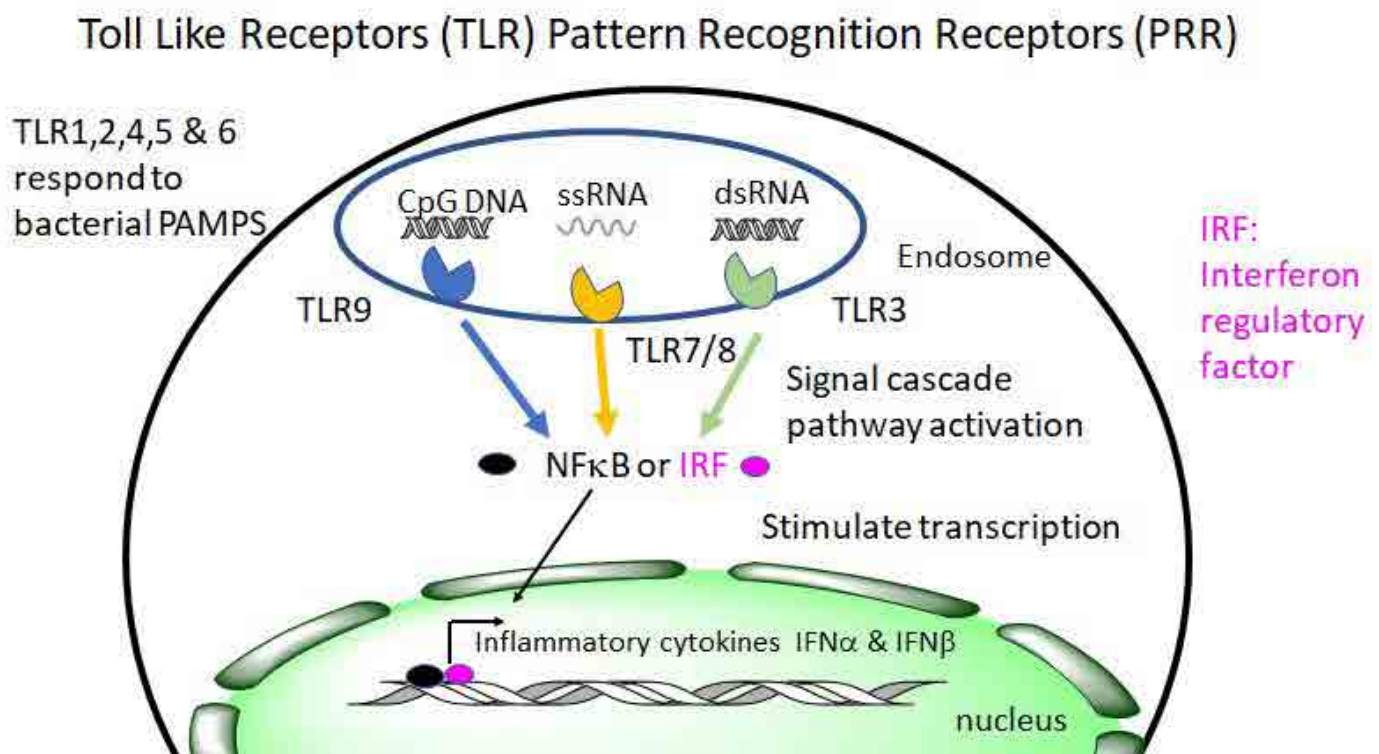 Toll Like Receptors (TLR) Pattern Recognition Receptors (PRR)
TLR1,2,4,5 & 6
respond to
bacterial PAMPS
CpG DNA
ssRNA
dsRNA
Endosome
IRF:
Interferon
regulatory
factor
TLR9
TLR7/8
TLR3
Signal cascade
pathway activation
NFκB or IRF
Stimulate transcription
Inflammatory cytokines IFNα & IFNβ
nucleus